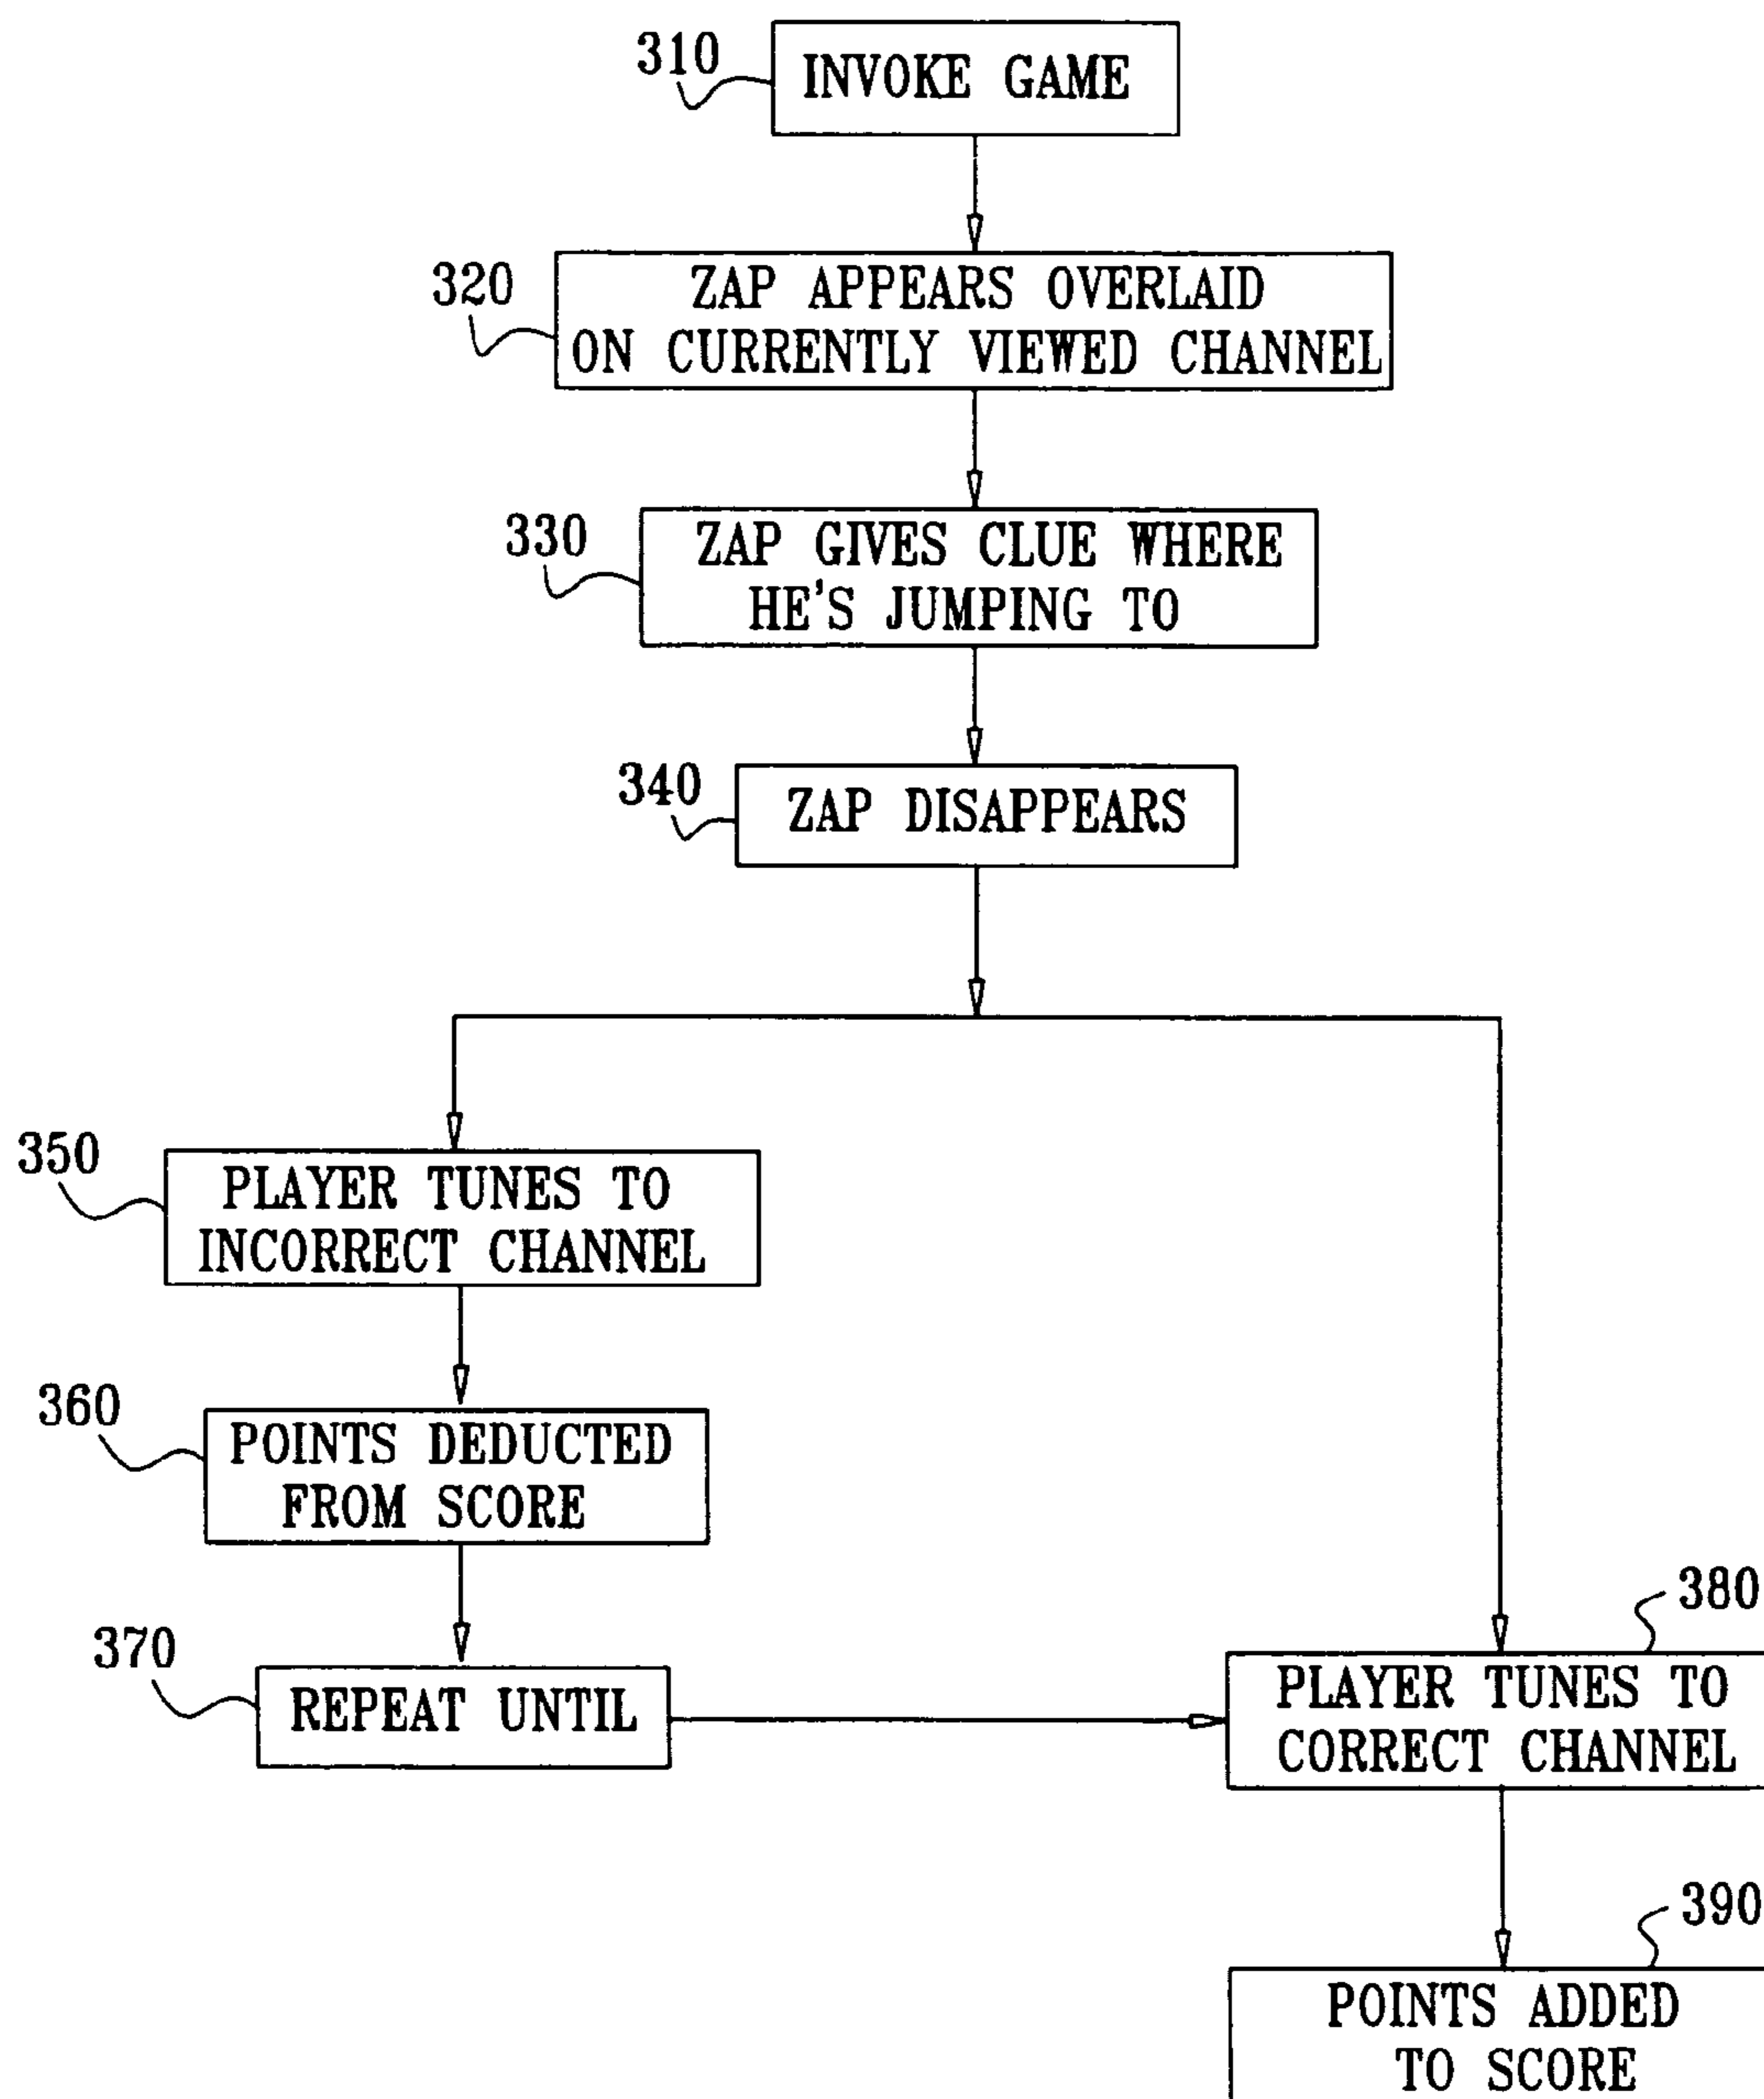 310
INVOKE GAME
320
ZAP APPEARS OVERLAID
ON CURRENTLY VIEWED CHANNEL
330
ZAP GIVES CLUE WHERE
HE'S JUMPING TO
340
ZAP DISAPPEARS
350
PLAYER TUNES TO
INCORRECT CHANNEL
360
POINTS DEDUCTED
FROM SCORE
370
REPEAT UNTIL
380
PLAYER TUNES TO
CORRECT CHANNEL
390
POINTS ADDED
TO SCORE